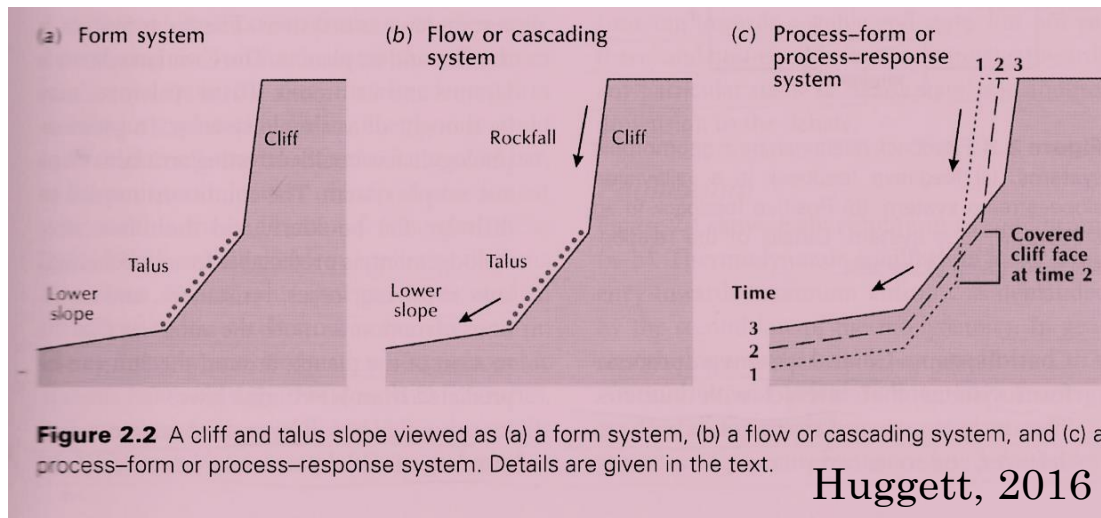 (a) Form system
Cliff
Talus
Lower
slope
(b) Flow or cascading
system
Rockfall
Cliff
Talus
Lower
slope
(c) Process–form or
process–response
system
1 2 3
Covered
cliff face
at time 2
Time
3
2
1
Figure 2.2 A cliff and talus slope viewed as (a) a form system, (b) a flow or cascading system, and (c) a
process–form or process–response system. Details are given in the text.
Huggett, 2016